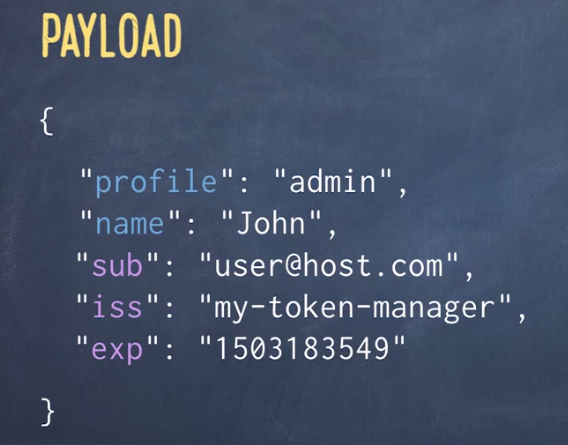 PAYLOAD
{
"profile": "admin",
"name": "John",
"sub": "user@host.com",
"iss": "my-token-manager",
"exp": "1503183549"
}